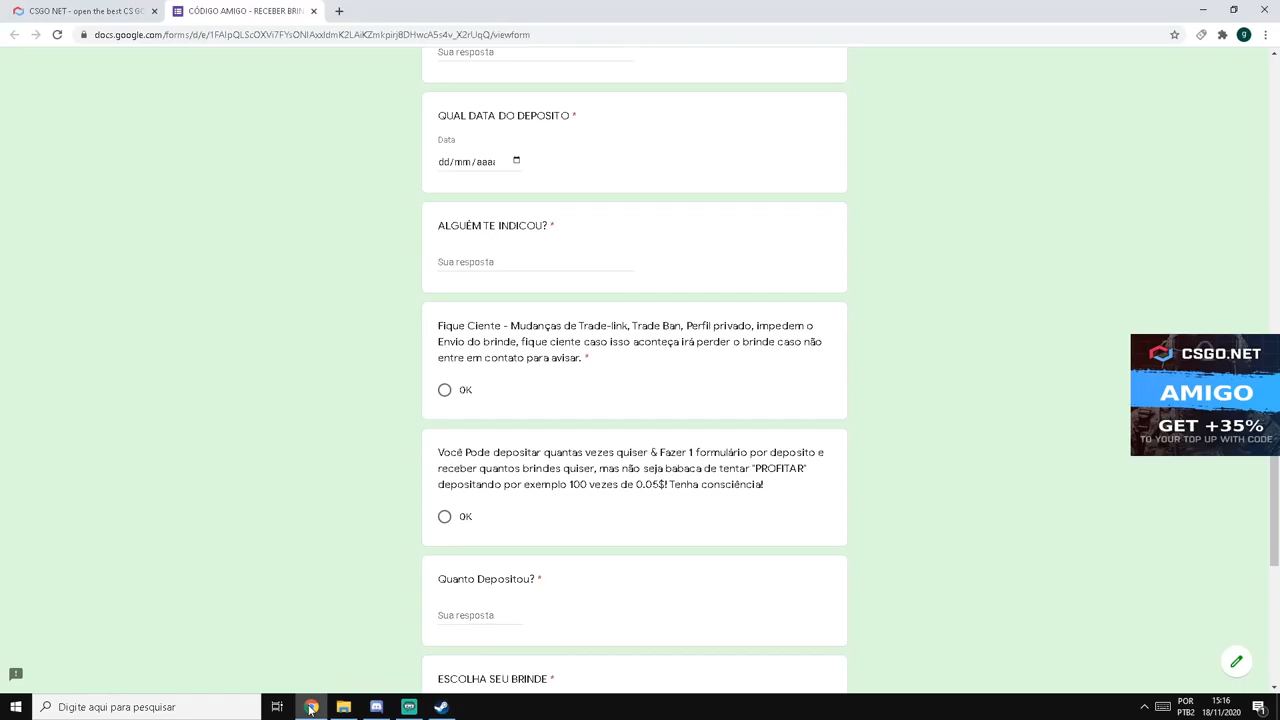 CSGO.NET - open the best CS GO
CÓDIGO AMIGO - RECEBER BRIN
Sua resposta
QUAL DATA DO DEPOSITO *
Data
dd/mm/aaaa
ALGUÉM TE INDICOU? *
Sua resposta
Fique Ciente - Mudanças de Trade-link, Trade Ban, Perfil privado, impedem o
Envio do brinde, fique ciente caso isso aconteça irá perder o brinde caso não
entre em contato para avisar. *
OK
Você Pode depositar quantas vezes quiser & Fazer 1 formulário por deposito e
receber quantos brindes quiser, mas não seja babaca de tentar "PROFITAR"
depositando por exemplo 100 vezes de 0.05$! Tenha consciência!
OK
Quanto Depositou? *
Sua resposta
ESCOLHA SEU BRINDE *
CSGO.NET
AMIGO
GET +35%
TO YOUR TOP UP WITH CODE
g
Digite aqui para pesquisar
POR
PTB2
15:16
18/11/2020
1